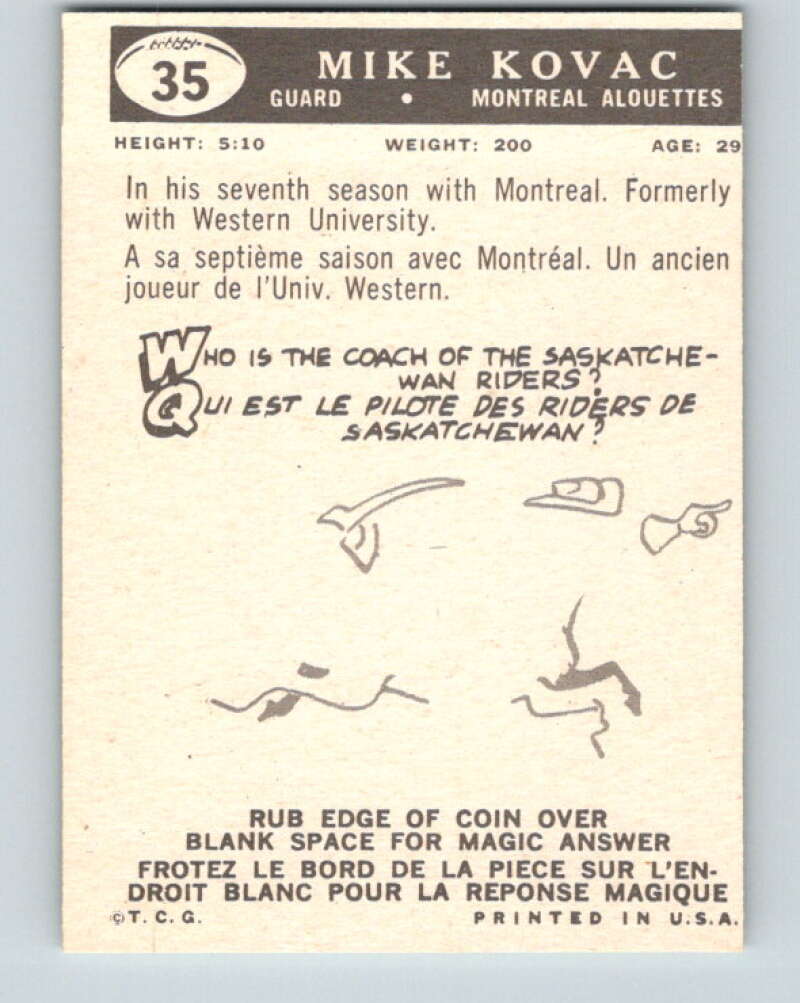 35
MIKE KOVAC
GUARD • MONTREAL ALOUETTES
HEIGHT: 5:10 WEIGHT: 200 AGE: 29
In his seventh season with Montreal. Formerly
with Western University.
A sa septième saison avec Montréal. Un ancien
joueur de l'Univ. Western.
WHO IS THE COACH OF THE SASKATCHE-
WAN RIDERS?
QUI EST LE PILOTE DES RIDERS DE
SASKATCHEWAN?
RUB EDGE OF COIN OVER
BLANK SPACE FOR MAGIC ANSWER
FROTEZ LE BORD DE LA PIECE SUR L'EN-
DROIT BLANC POUR LA REPONSE MAGIQUE
©T. C. G. PRINTED IN U.S.A.